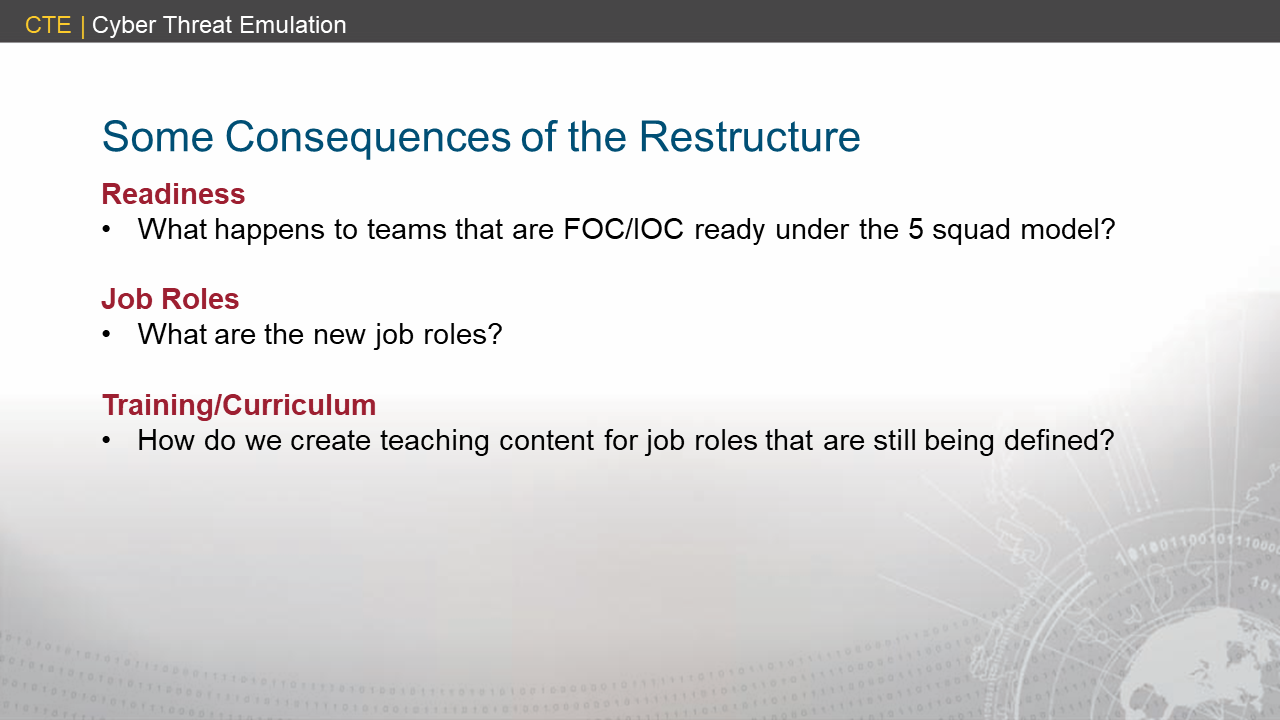 CTE | Cyber Threat Emulation
Some Consequences of the Restructure
Readiness
• What happens to teams that are FOC/IOC ready under the 5 squad model?
Job Roles
• What are the new job roles?
Training/Curriculum
• How do we create teaching content for job roles that are still being defined?